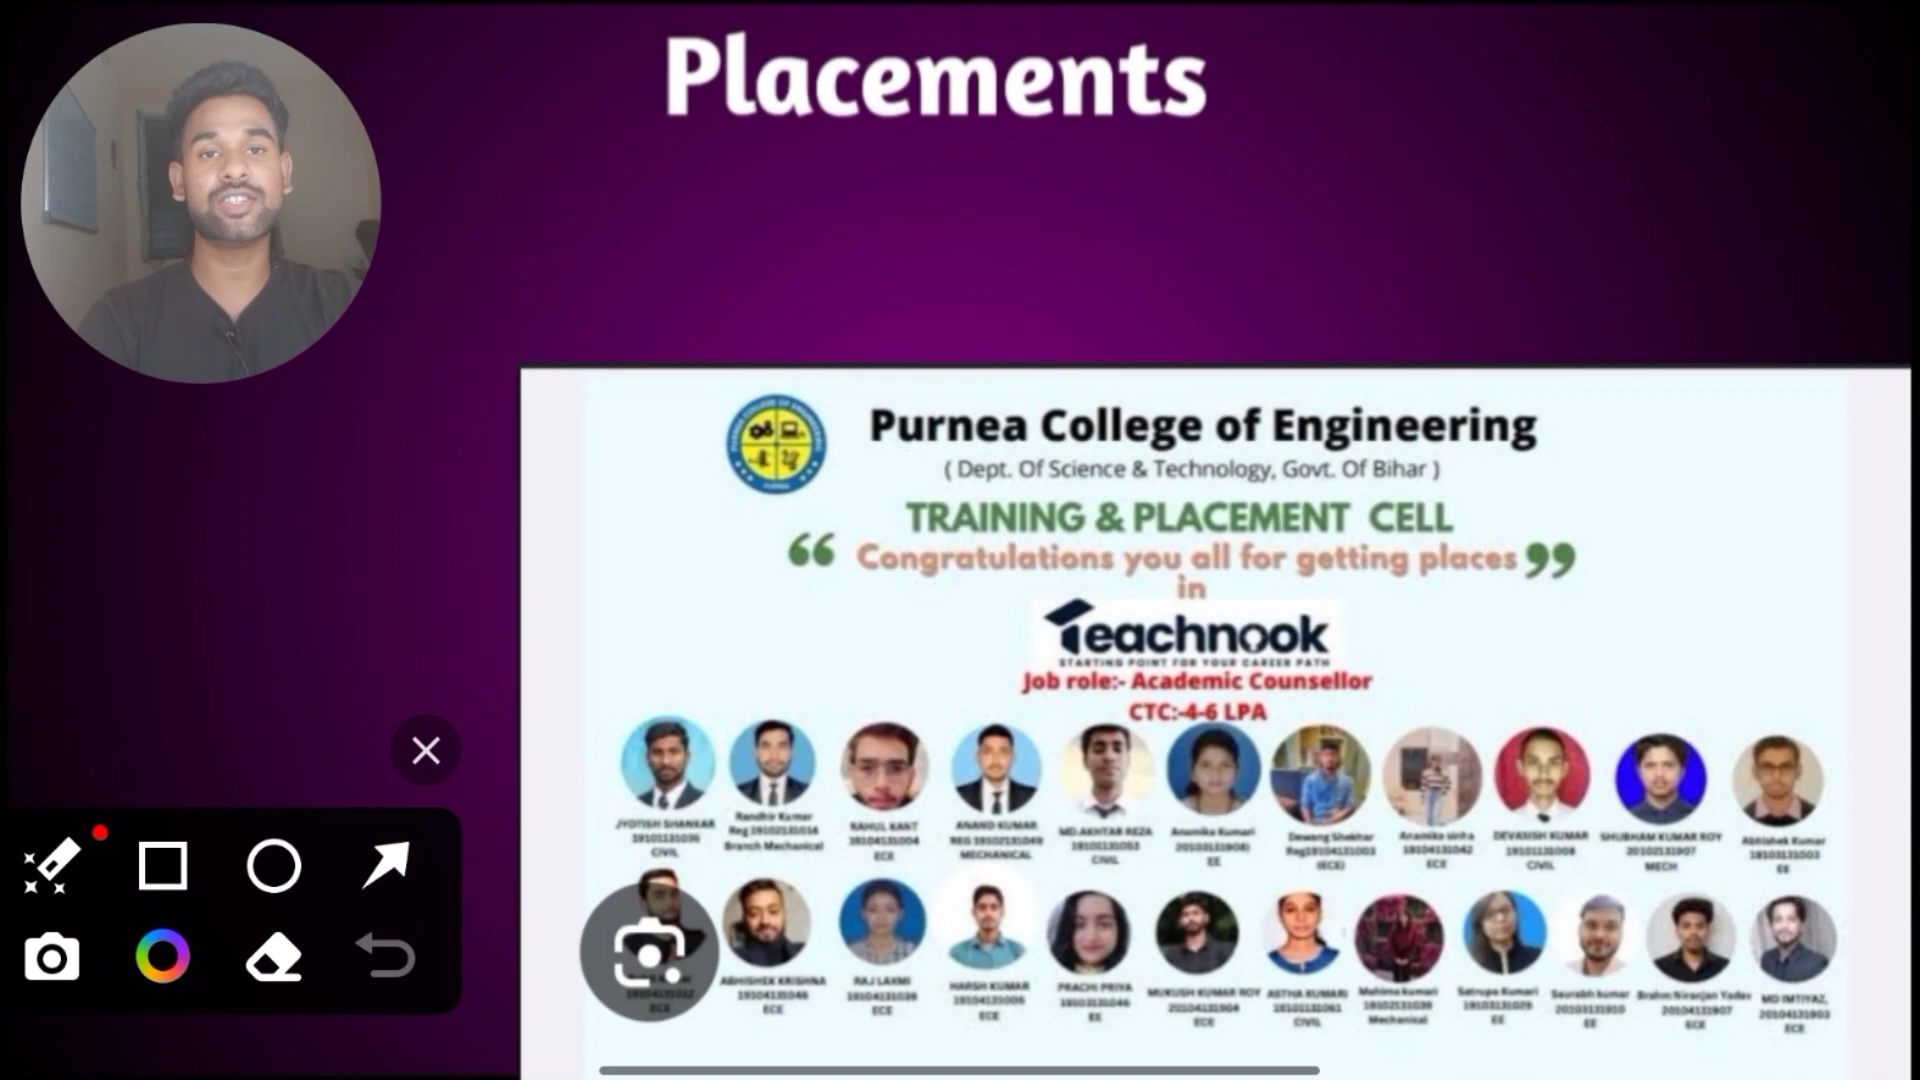 Placements
Purnea College of Engineering
( Dept. Of Science & Technology, Govt. Of Bihar )
TRAINING & PLACEMENT CELL
“ Congratulations you all for getting places ”
in
Teachnook
STARTING POINT FOR YOUR CAREER PATH
Job role:- Academic Counsellor
CTC:-4-6 LPA
JYOTISH SHANKAR
19101131035
CIVIL
Randhir Kumar
Reg 19102131014
Branch Mechanical
RAHUL KANT
19104131004
ECE
ANAND KUMAR
REG 19102131049
MECHANICAL
MD.AKHTAR REZA
19101131053
CIVIL
Anamika Kumari
20103131908)
EE
Dewang Shekhar
Reg19104131003
(ECE)
Anamika sinha
19104131042
ECE
DEVASISH KUMAR
19101131008
CIVIL
SHUBHAM KUMAR ROY
20102131907
MECH
Abhishek Kumar
19103131003
EE
19104131012
ECE
ABHISHEK KRISHNA
19104131046
ECE
RAJ LAXMI
19104131039
ECE
HARSH KUMAR
19104131006
ECE
PRACHI PRIYA
19103131046
EE
MUKUSH KUMAR ROY
20104131904
ECE
ASTHA KUMARI
19101131061
CIVIL
Mahima kumari
19102131039
Mechanical
Satrupa Kumari
19103131029
EE
Saurabh kumar
20103131910
EE
Brahm Niranjan Yadav
20104131907
ECE
MD IMTIYAZ,
20104131903
ECE